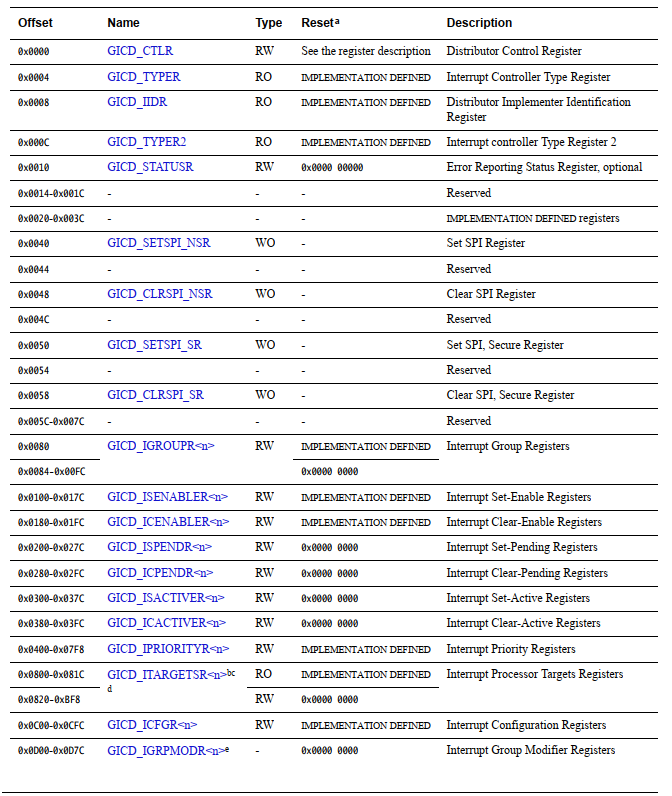 Offset Name Type Reset a Description
0x0000 GICD_CTLR RW See the register description Distributor Control Register
0x0004 GICD_TYPER RO IMPLEMENTATION DEFINED Interrupt Controller Type Register
0x0008 GICD_IIDR RO IMPLEMENTATION DEFINED Distributor Implementer Identification
Register
0x000C GICD_TYPER2 RO IMPLEMENTATION DEFINED Interrupt controller Type Register 2
0x0010 GICD_STATUSR RW 0x0000 00000 Error Reporting Status Register, optional
0x0014-0x001C - - - Reserved
0x0020-0x003C - - - IMPLEMENTATION DEFINED registers
0x0040 GICD_SETSPI_NSR WO - Set SPI Register
0x0044 - - - Reserved
0x0048 GICD_CLRSPI_NSR WO - Clear SPI Register
0x004C - - - Reserved
0x0050 GICD_SETSPI_SR WO - Set SPI, Secure Register
0x0054 - - - Reserved
0x0058 GICD_CLRSPI_SR WO - Clear SPI, Secure Register
0x005C-0x007C - - - Reserved
0x0080 GICD_IGROUPR<n> RW IMPLEMENTATION DEFINED Interrupt Group Registers
0x0084-0x00FC 0x0000 0000
0x0100-0x017C GICD_ISENABLER<n> RW IMPLEMENTATION DEFINED Interrupt Set-Enable Registers
0x0180-0x01FC GICD_ICENABLER<n> RW IMPLEMENTATION DEFINED Interrupt Clear-Enable Registers
0x0200-0x027C GICD_ISPENDR<n> RW 0x0000 0000 Interrupt Set-Pending Registers
0x0280-0x02FC GICD_ICPENDR<n> RW 0x0000 0000 Interrupt Clear-Pending Registers
0x0300-0x037C GICD_ISACTIVER<n> RW 0x0000 0000 Interrupt Set-Active Registers
0x0380-0x03FC GICD_ICACTIVER<n> RW 0x0000 0000 Interrupt Clear-Active Registers
0x0400-0x07F8 GICD_IPRIORITYR<n> RW IMPLEMENTATION DEFINED Interrupt Priority Registers
0x0800-0x081C GICD_ITARGETSR<n>bc RO IMPLEMENTATION DEFINED Interrupt Processor Targets Registers
d
0x0820-0xBF8 RW 0x0000 0000
0x0C00-0x0CFC GICD_ICFGR<n> RW IMPLEMENTATION DEFINED Interrupt Configuration Registers
0x0D00-0x0D7C GICD_IGRPMODR<n>e - 0x0000 0000 Interrupt Group Modifier Registers